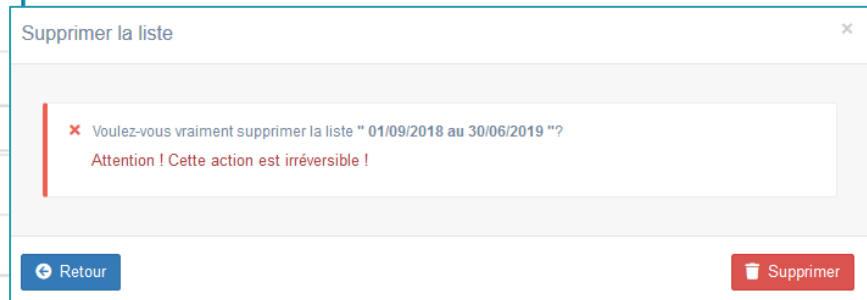 Supprimer la liste
×
Voulez-vous vraiment supprimer la liste " 01/09/2018 au 30/06/2019 "?
Attention ! Cette action est irréversible !
Retour
Supprimer